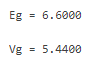 Eg = 6.6000
Vg = 5.4400